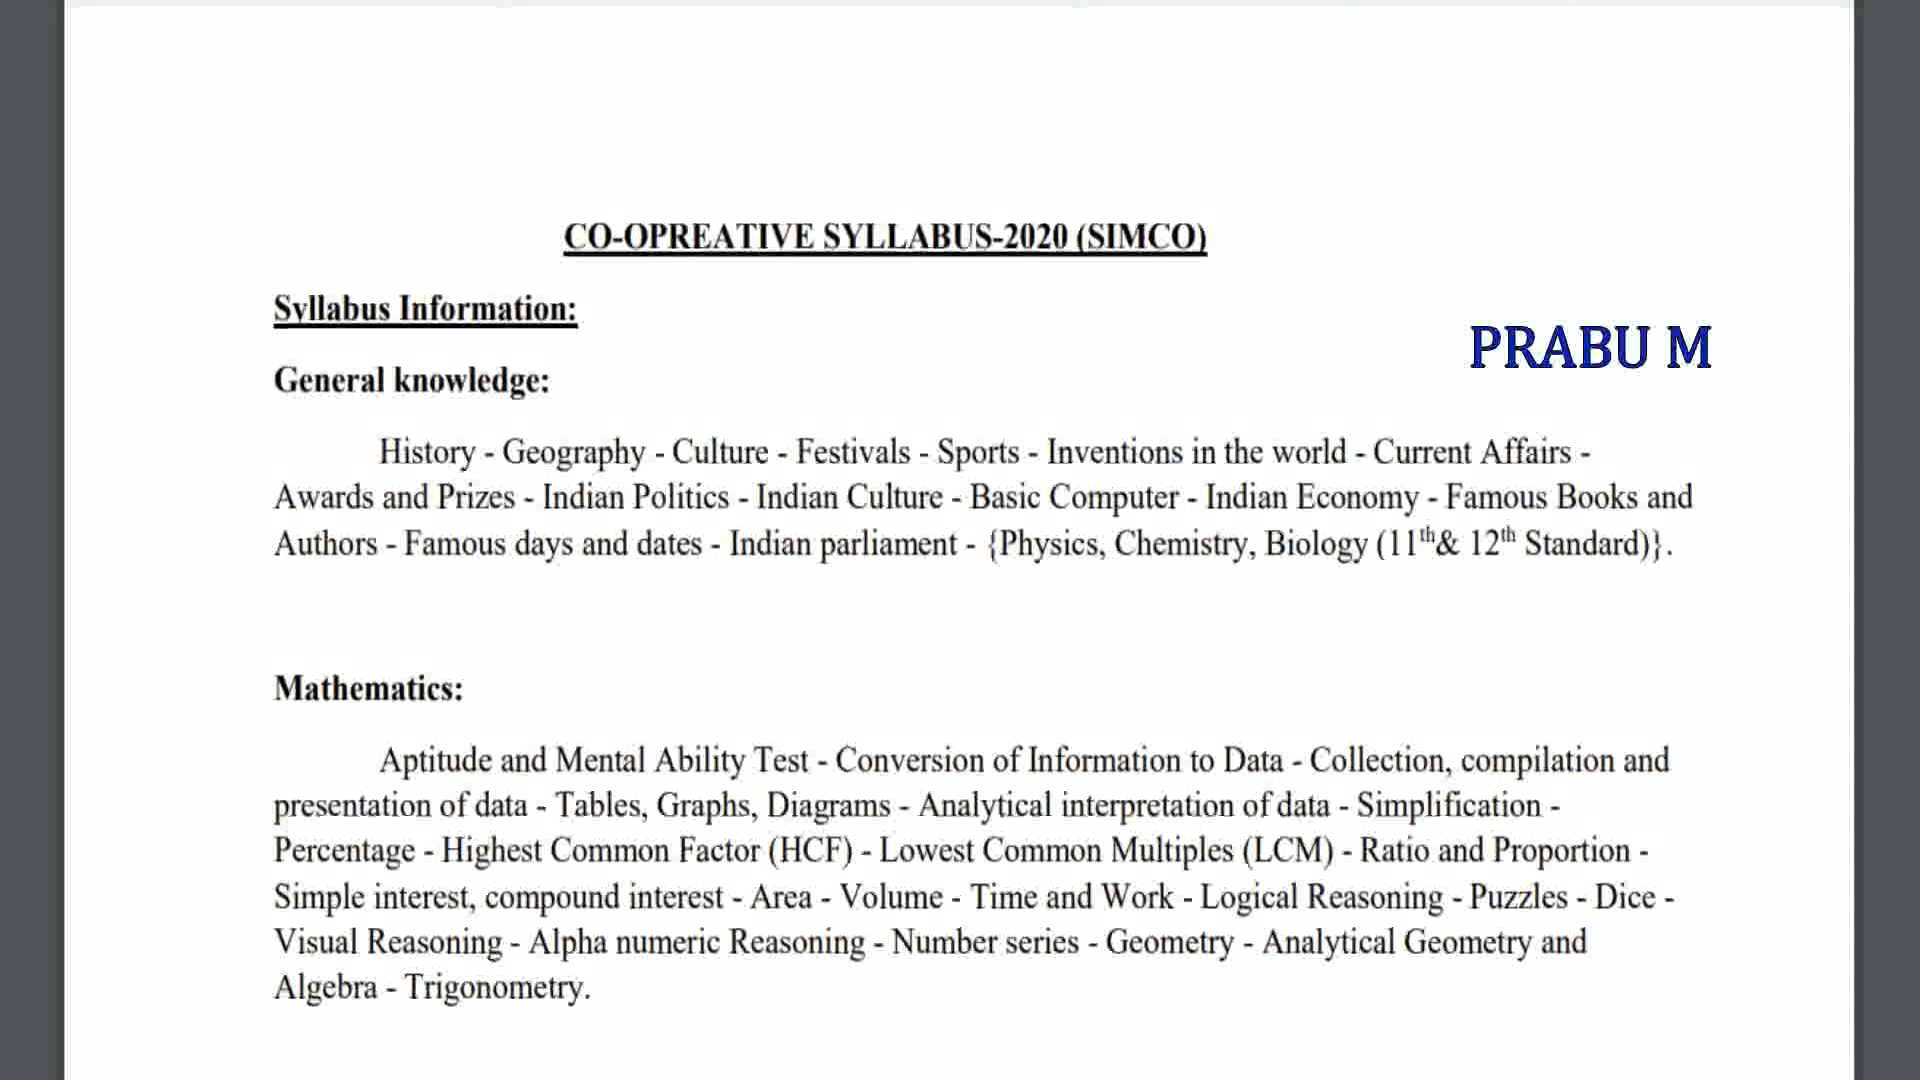 CO-OPREATIVE SYLLABUS-2020 (SIMCO)
Syllabus Information:
PRABU M
General knowledge:
History - Geography - Culture - Festivals - Sports - Inventions in the world - Current Affairs -
Awards and Prizes - Indian Politics - Indian Culture - Basic Computer - Indian Economy - Famous Books and
Authors - Famous days and dates - Indian parliament - {Physics, Chemistry, Biology (11th& 12th Standard)}.
Mathematics:
Aptitude and Mental Ability Test - Conversion of Information to Data - Collection, compilation and
presentation of data - Tables, Graphs, Diagrams - Analytical interpretation of data - Simplification -
Percentage - Highest Common Factor (HCF) - Lowest Common Multiples (LCM) - Ratio and Proportion -
Simple interest, compound interest - Area - Volume - Time and Work - Logical Reasoning - Puzzles - Dice -
Visual Reasoning - Alpha numeric Reasoning - Number series - Geometry - Analytical Geometry and
Algebra - Trigonometry.